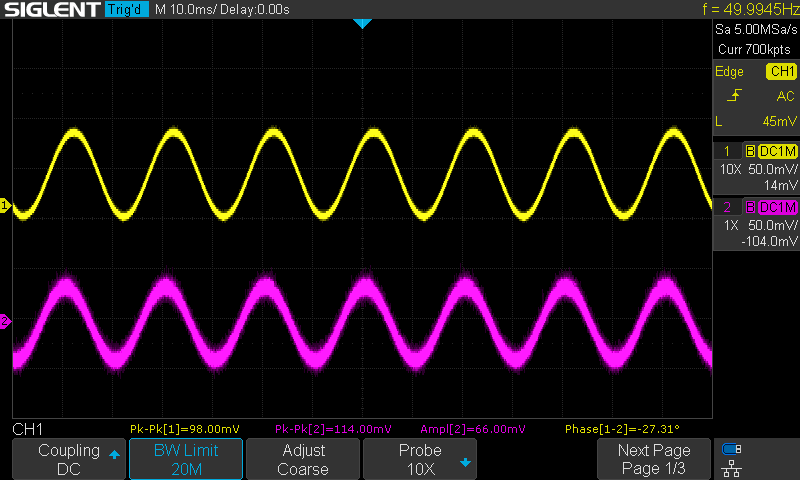 SIGLENT Trig'd M 10.0ms/ Delay:0.00s f = 49.9945Hz
Sa 5.00MSa/s
Curr 700kpts
Edge CH1
AC
L 45mV
1 B DC1M
10X 50.0mV/
14mV
2 B DC1M
1X 50.0mV/
-104.0mV
1
2
CH1 Pk-Pk[1]=98.00mV Pk-Pk[2]=114.00mV Ampl[2]=66.00mV Phase[1-2]=-27.31°
Coupling BW Limit Adjust Probe Next Page
DC 20M Coarse 10X Page 1/3